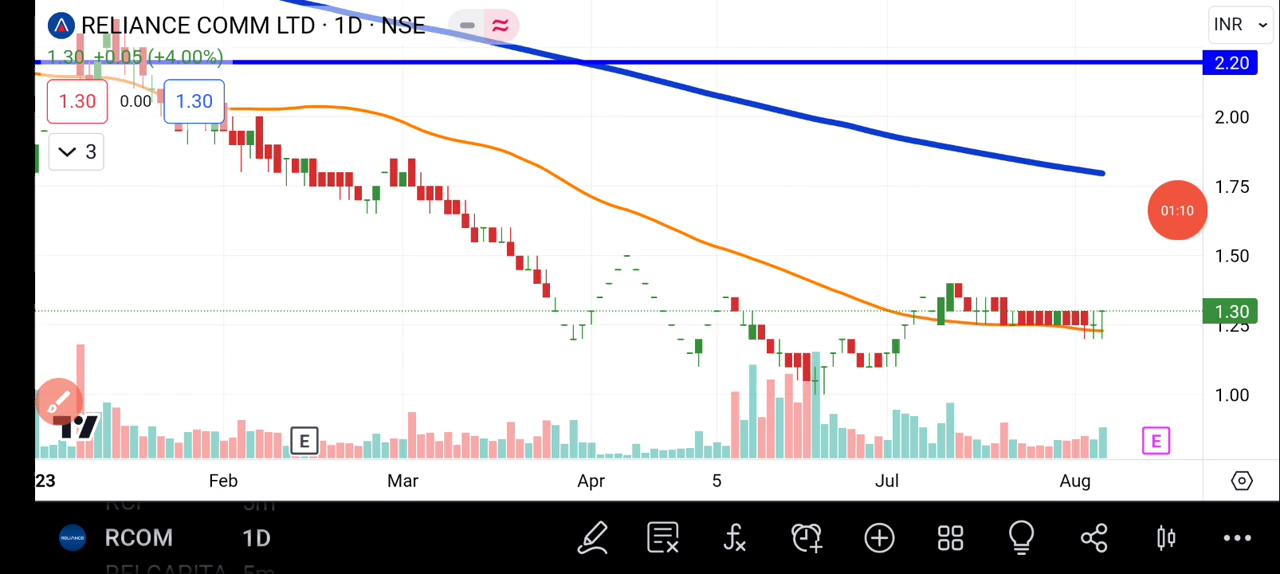 RELIANCE COMM LTD · 1D · NSE
INR
1.30 +0.05 (+4.00%)
2.20
1.30 0.00 1.30
2.00
3
1.75
01:10
1.50
1.30
1.25
1.00
E
E
23 Feb Mar Apr 5 Jul Aug
RELIANCE RCOM 1D